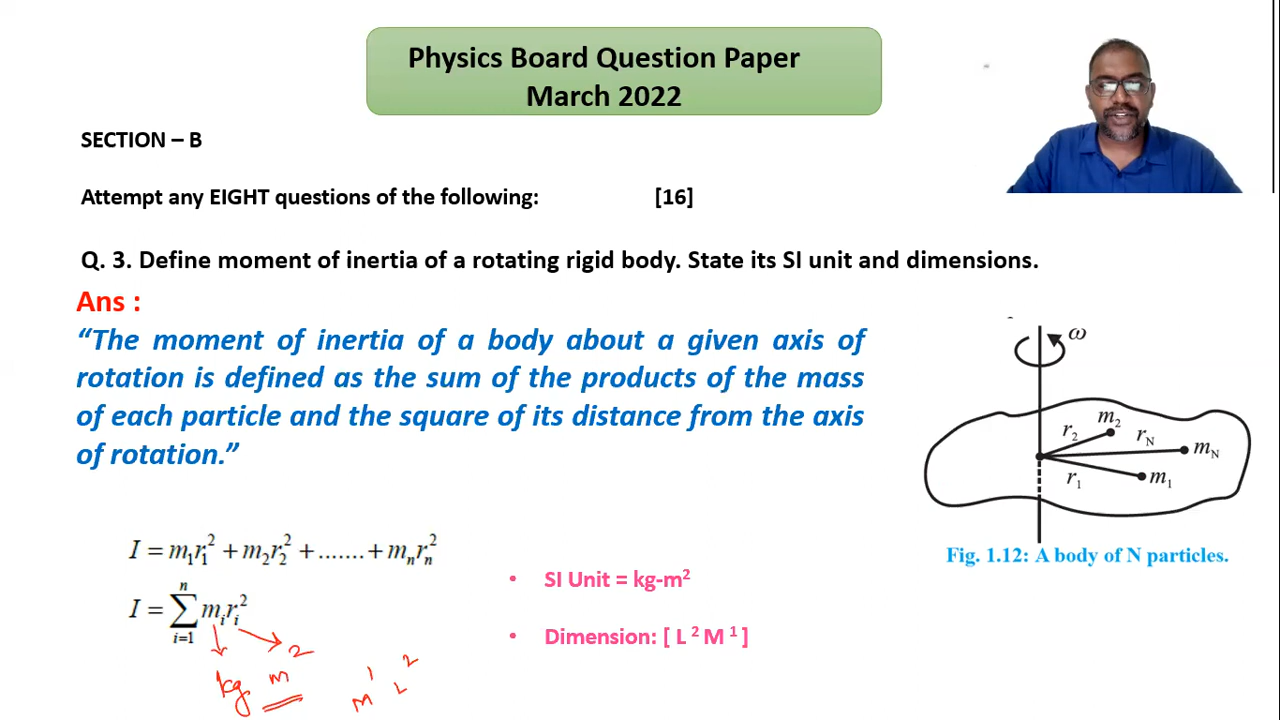 Physics Board Question Paper
March 2022
SECTION – B
Attempt any EIGHT questions of the following: [16]
Q. 3. Define moment of inertia of a rotating rigid body. State its SI unit and dimensions.
Ans :
“The moment of inertia of a body about a given axis of
rotation is defined as the sum of the products of the mass
of each particle and the square of its distance from the axis
of rotation.”
I = m₁r₁² + m₂r₂² + ....... + mₙrₙ²
n
I = ∑ mᵢrᵢ²
i=1
• SI Unit = kg-m²
• Dimension: [ L ² M ¹ ]
kg m²
M¹ L²
ω
m₂
r₂
r_N
m_N
r₁
m₁
Fig. 1.12: A body of N particles.